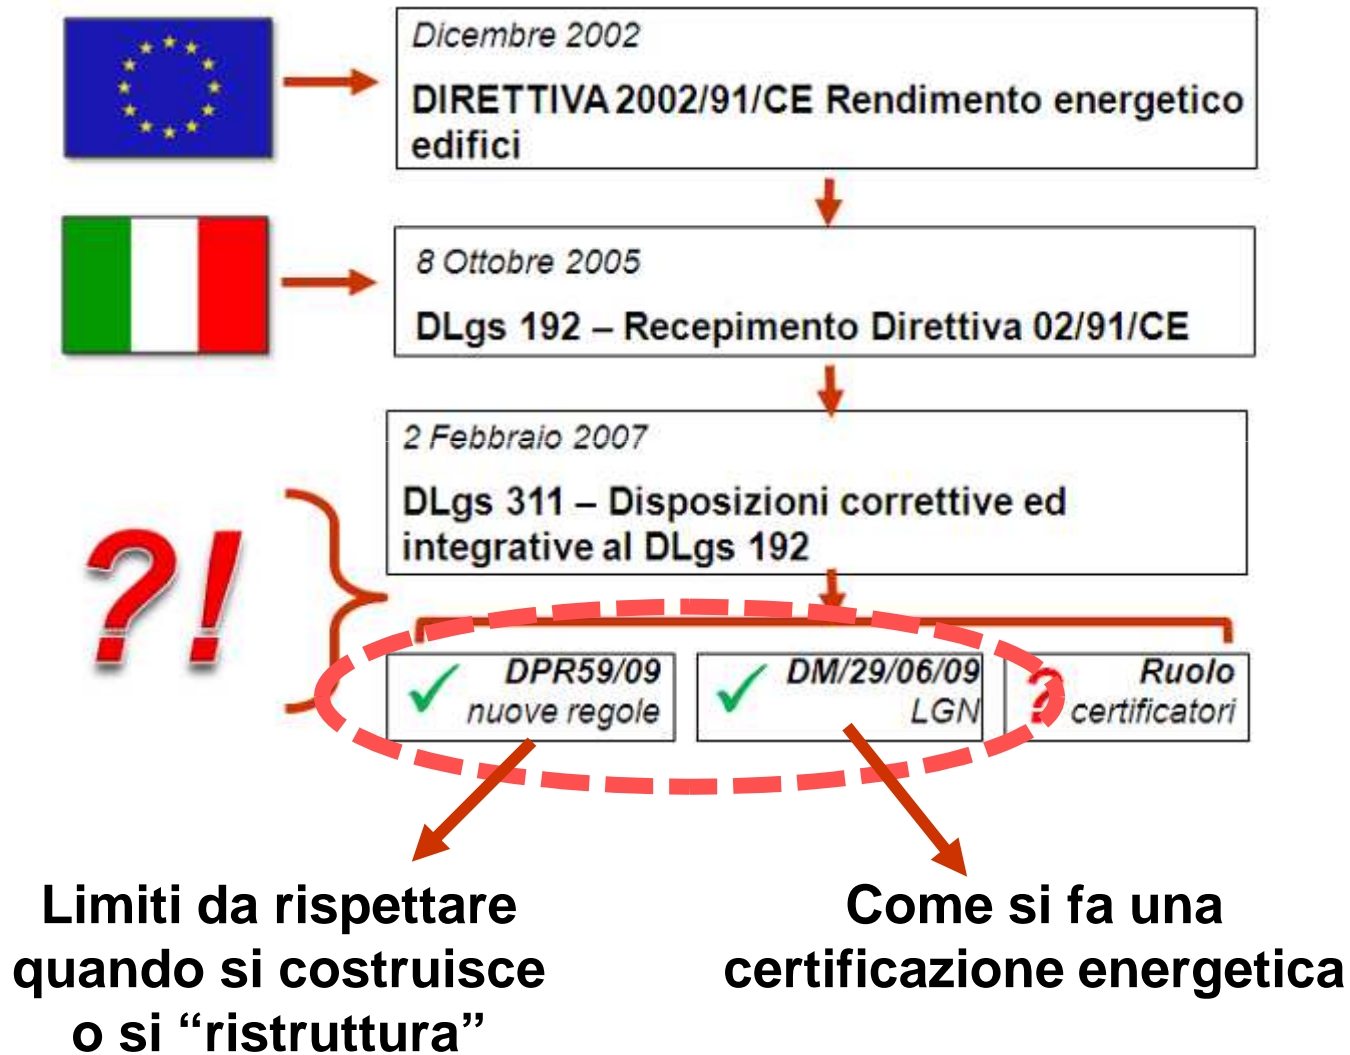 Dicembre 2002
DIRETTIVA 2002/91/CE Rendimento energetico
edifici
8 Ottobre 2005
DLgs 192 – Recepimento Direttiva 02/91/CE
2 Febbraio 2007
DLgs 311 – Disposizioni correttive ed
integrative al DLgs 192
?!
DPR59/09
nuove regole
DM/29/06/09
LGN
?
Ruolo
certificatori
Limiti da rispettare
quando si costruisce
o si “ristruttura”
Come si fa una
certificazione energetica